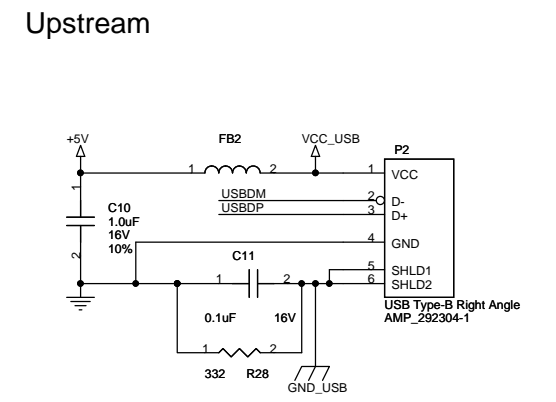 Upstream
+5V
FB2
VCC_USB
P2
1
2
1
VCC
1
USBDM
2
D-
USBDP
3
D+
C10
1.0uF
16V
10%
4
GND
2
C11
1
2
5
SHLD1
6
SHLD2
USB Type-B Right Angle
AMP_292304-1
0.1uF
16V
1
2
332
R28
GND_USB